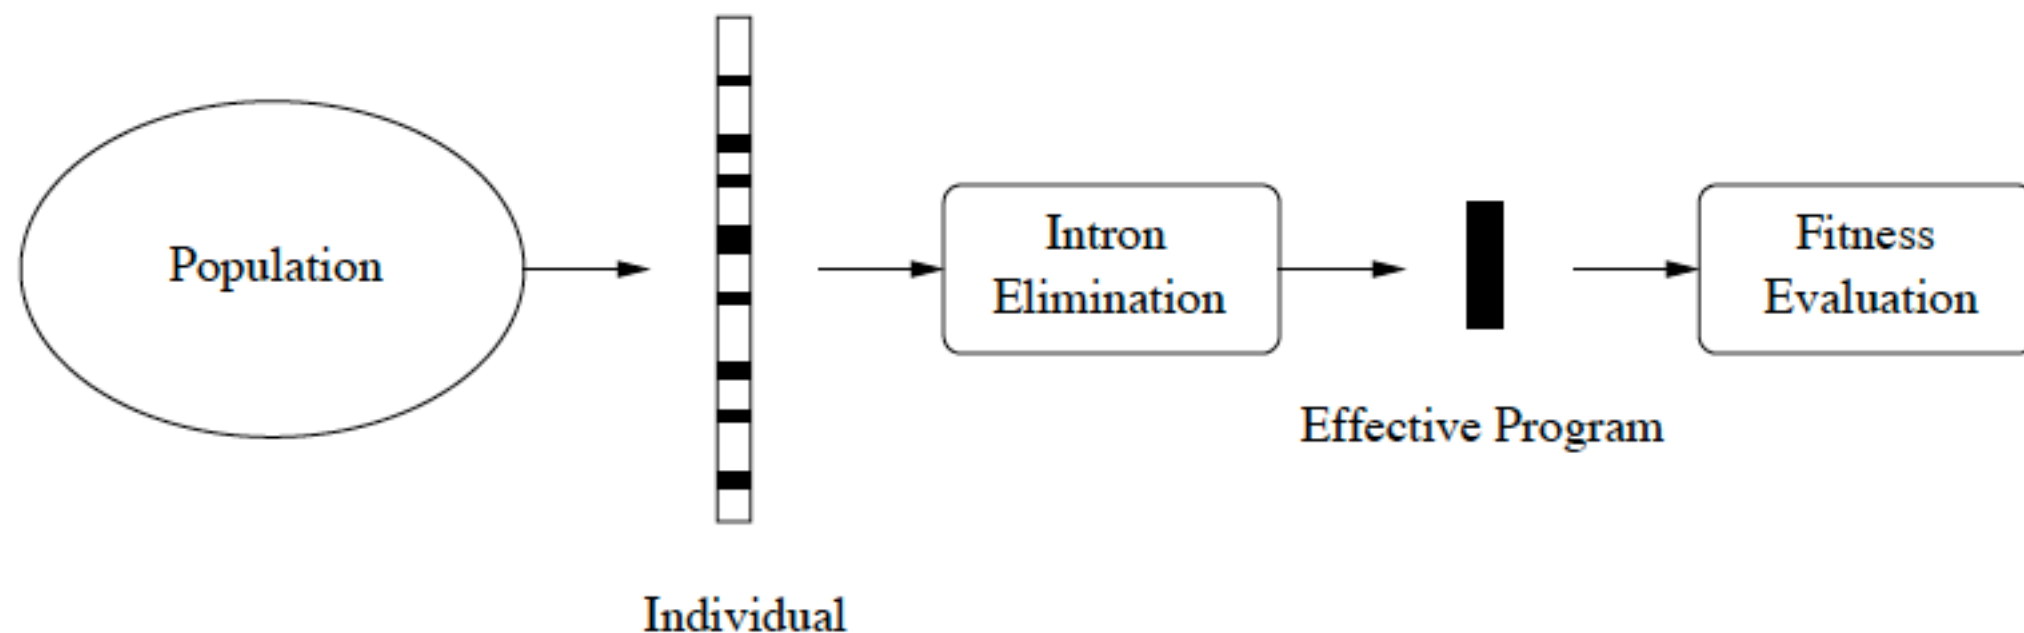 Population
Individual
Intron
Elimination
Effective Program
Fitness
Evaluation